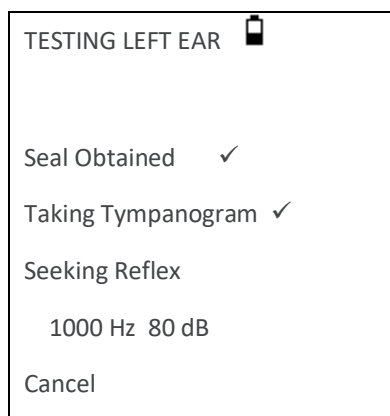 TESTING LEFT EAR
Seal Obtained ✓
Taking Tympanogram ✓
Seeking Reflex
1000 Hz 80 dB
Cancel